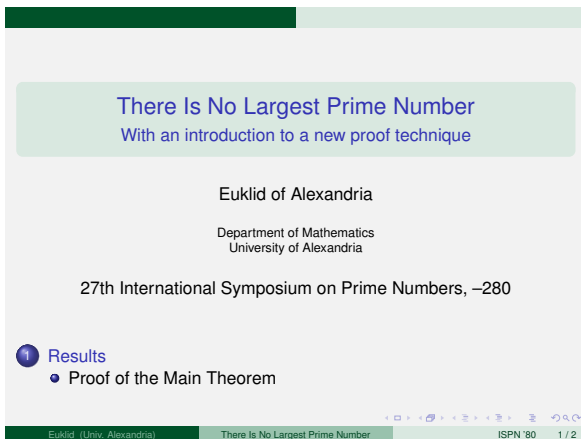 There Is No Largest Prime Number
With an introduction to a new proof technique
Euklid of Alexandria
Department of Mathematics
University of Alexandria
27th International Symposium on Prime Numbers, –280
1 Results
Proof of the Main Theorem
Euklid (Univ. Alexandria) There Is No Largest Prime Number ISPN ’80 1 / 2